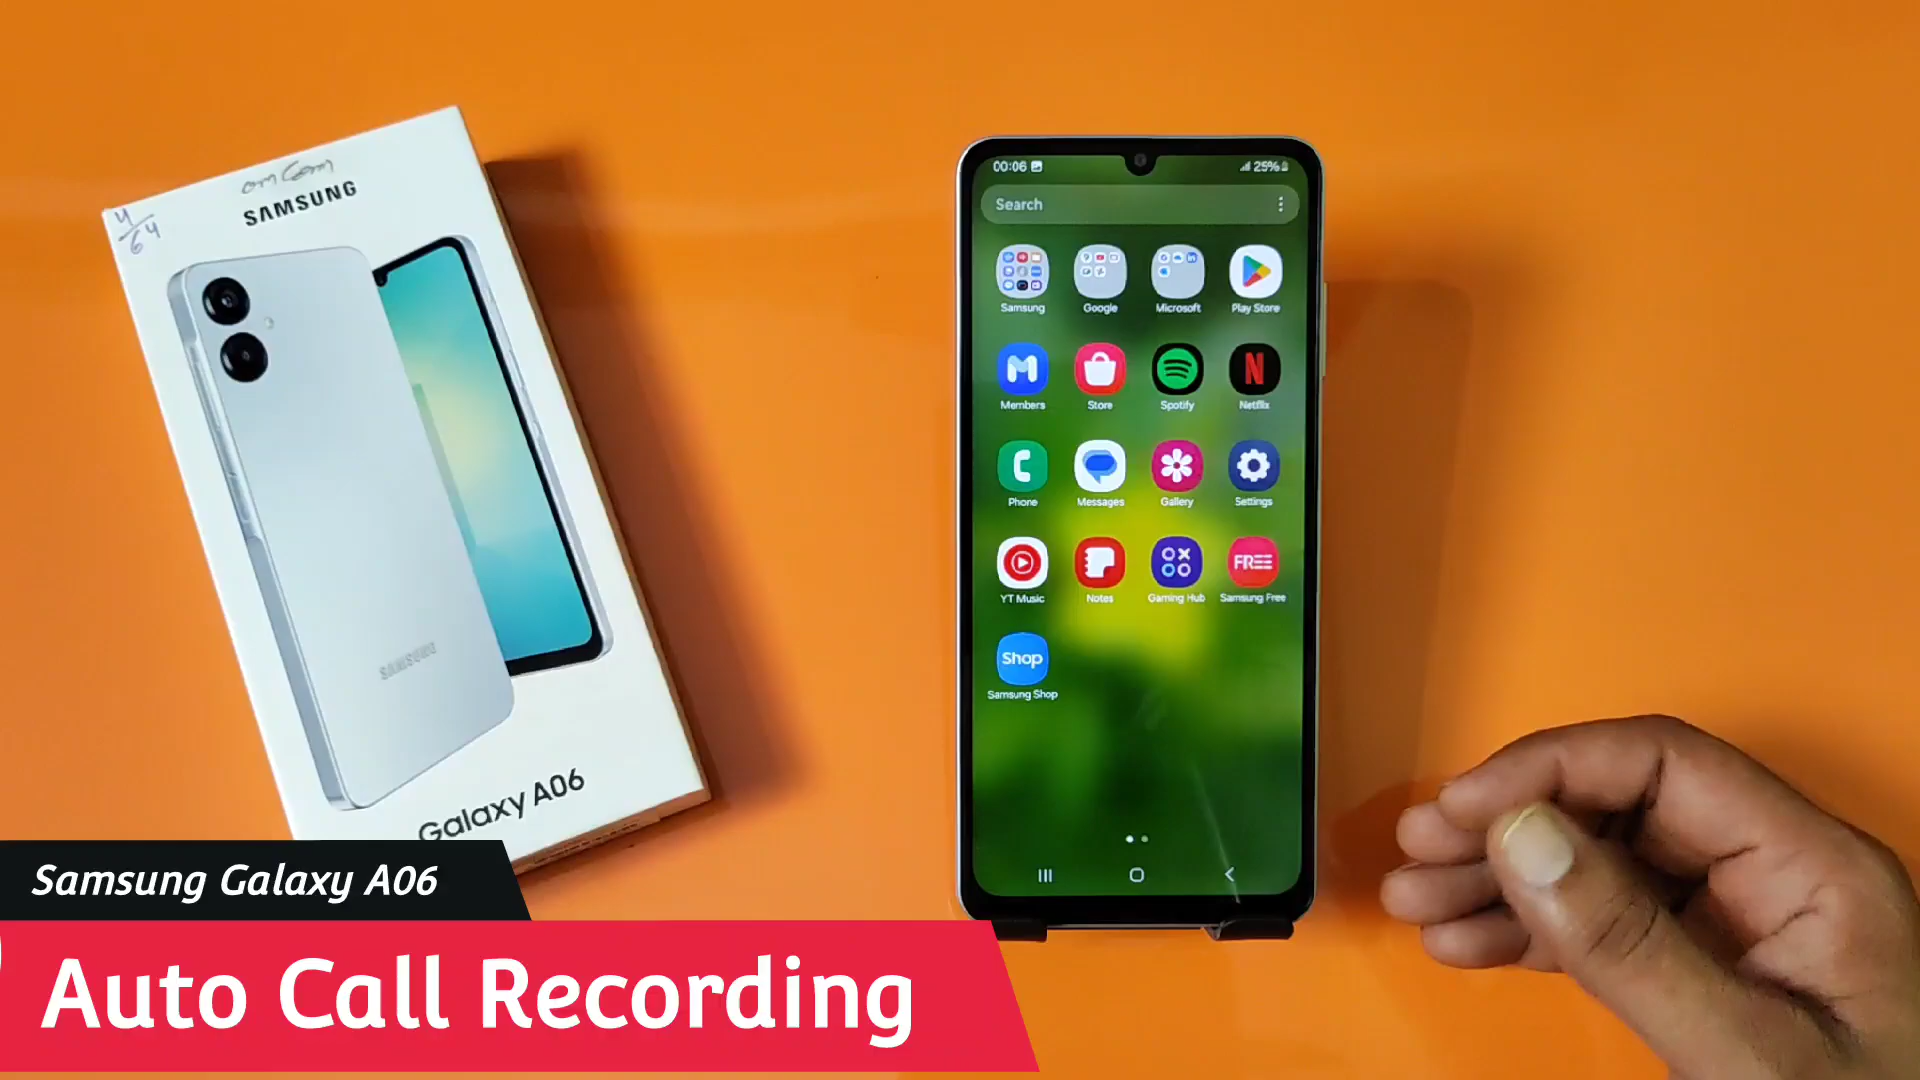 SAMSUNG
4/64
SAMSUNG
Galaxy A06
00:06
25%
Search
Samsung
Google
Microsoft
Play Store
Members
Store
Spotify
Netflix
Phone
Messages
Gallery
Settings
YT Music
Notes
Gaming Hub
FREE
Samsung Free
Shop
Samsung Shop
Samsung Galaxy A06
Auto Call Recording